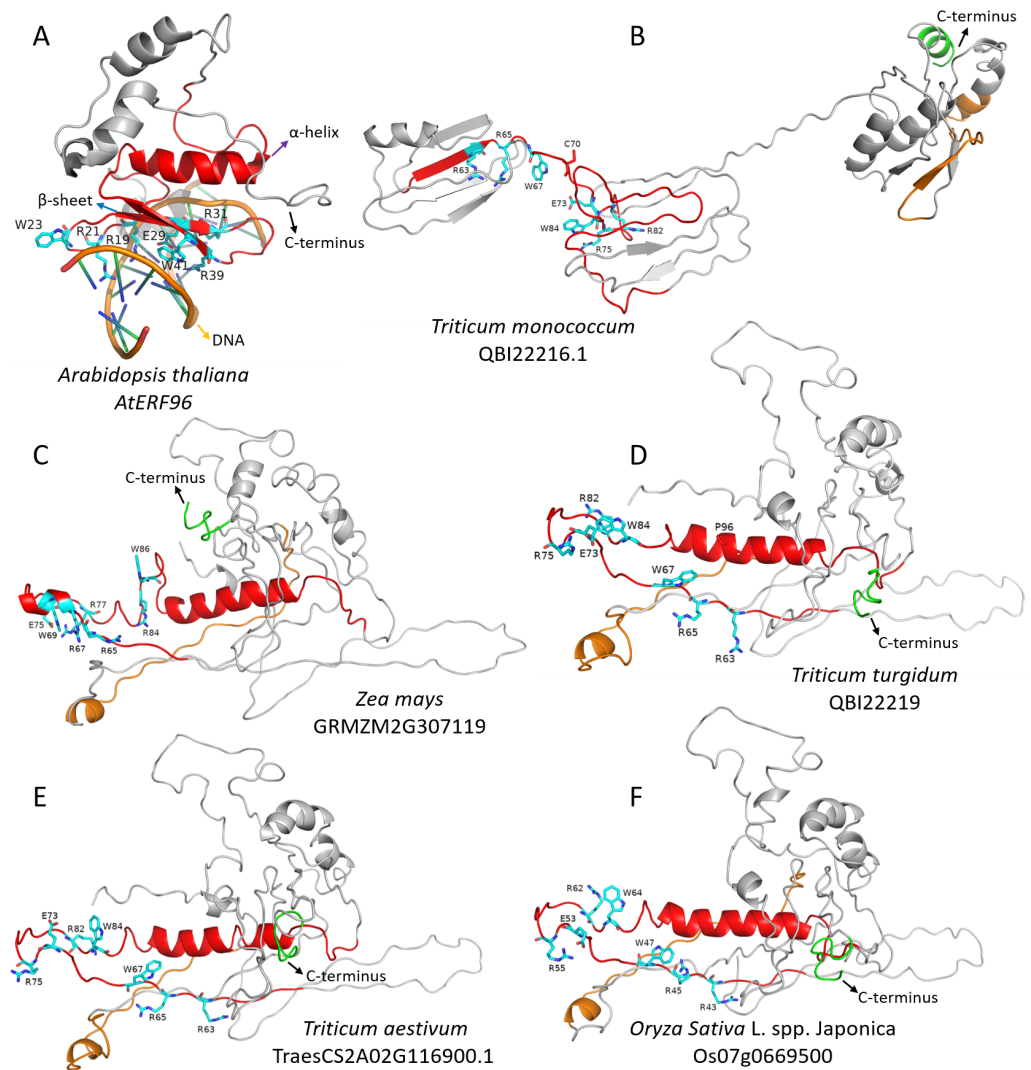 A
α-helix
β-sheet
W23
R21
R19
E29
R31
W41
R39
C-terminus
DNA
Arabidopsis thaliana
AtERF96
B
C-terminus
R63
R65
W67
C70
E73
W84
R82
R75
Triticum monococcum
QBI22216.1
C
C-terminus
W86
R77
E75
W69
R67
R65
R84
Zea mays
GRMZM2G307119
D
R82
W84
R75
E73
P96
W67
R65
R63
C-terminus
Triticum turgidum
QBI22219
E
E73
R82
W84
R75
W67
R65
R63
C-terminus
Triticum aestivum
TraesCS2A02G116900.1
F
R62
W64
E53
R55
W47
R45
R43
C-terminus
Oryza Sativa L. spp. Japonica
Os07g0669500